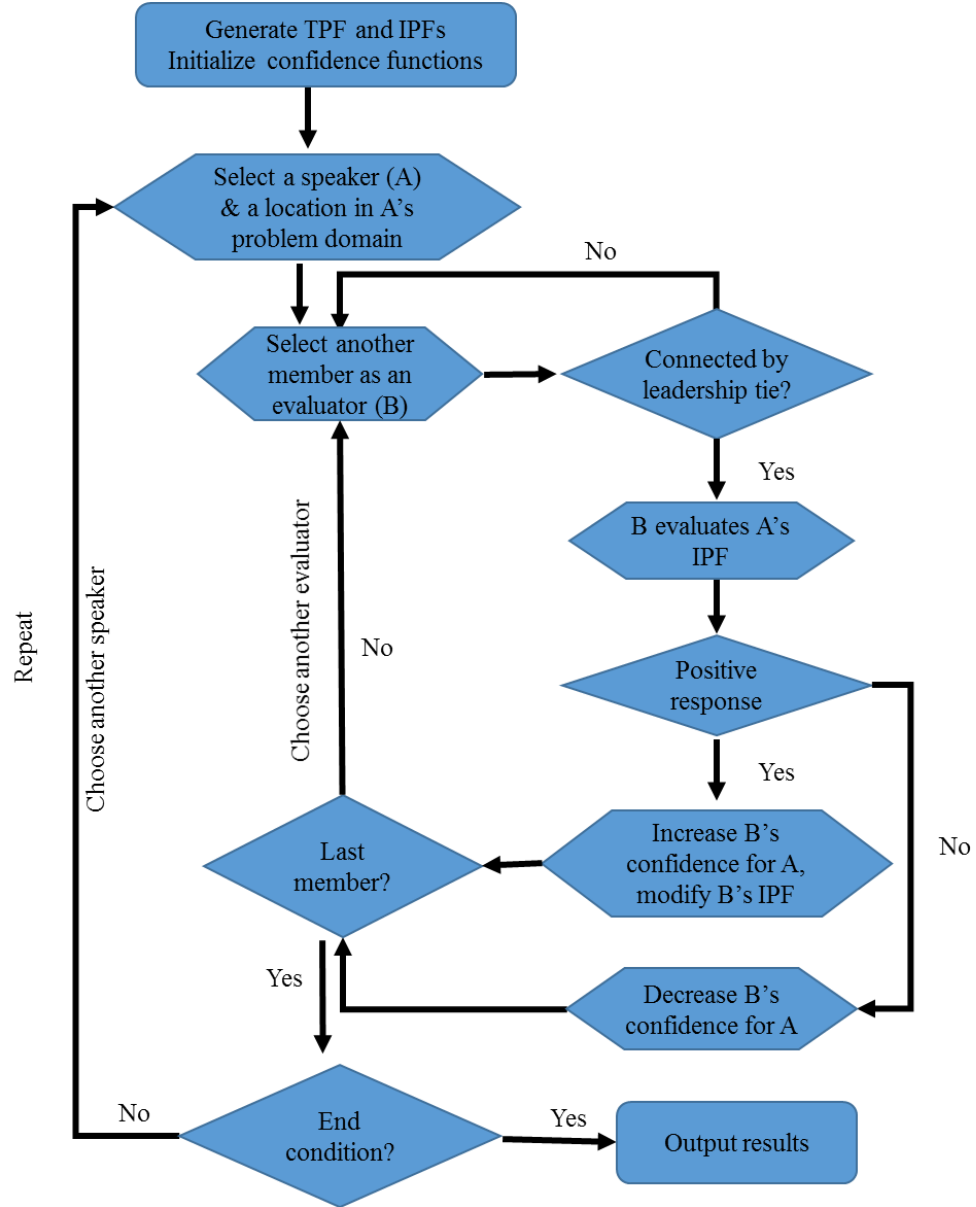 Generate TPF and IPFs
Initialize confidence functions
Select a speaker (A)
& a location in A's
problem domain
No
Select another
member as an
evaluator (B)
Connected by
leadership tie?
Yes
B evaluates A's
IPF
Choose another evaluator
No
Repeat
Choose another speaker
Positive
response
Yes
No
Increase B's
confidence for A,
modify B's IPF
Last
member?
Yes
Decrease B's
confidence for A
No
End
condition?
Yes
Output results